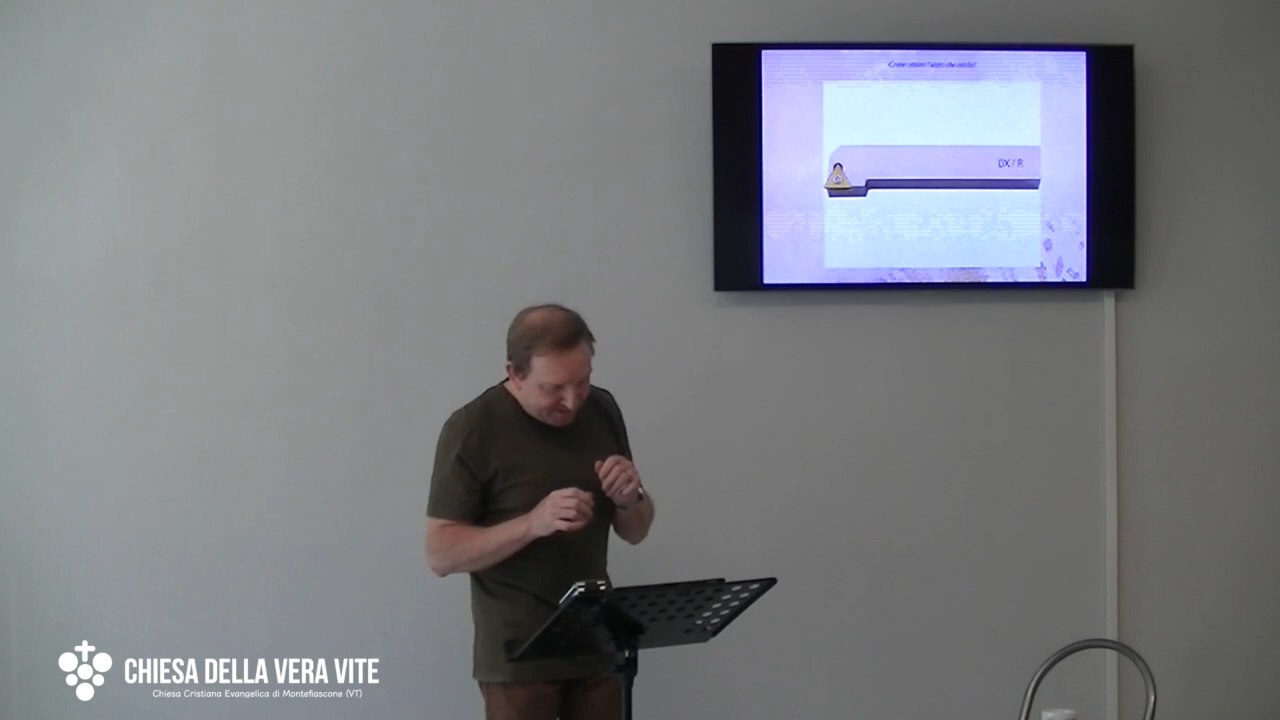 DX / R
CHIESA DELLA VERA VITE
Chiesa Cristiana Evangelica di Montefiascone (VT)